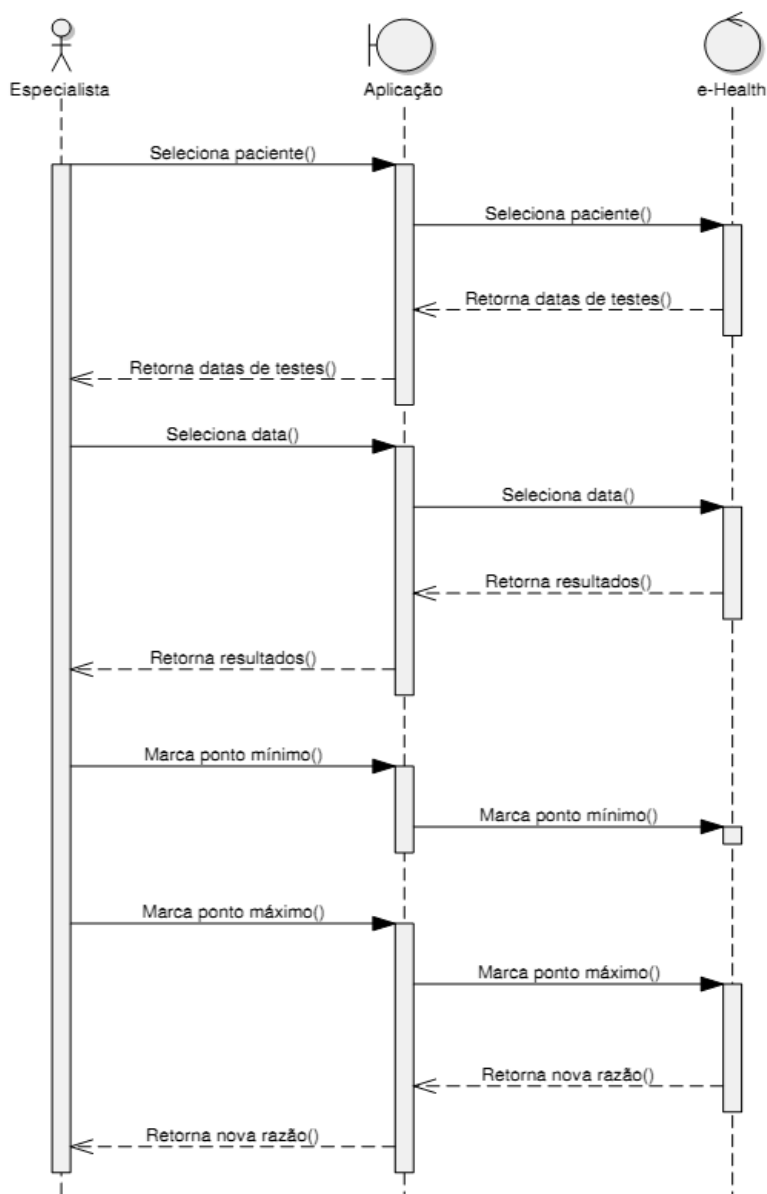 Especialista
Aplicação
e-Health
Seleciona paciente()
Seleciona paciente()
Retorna datas de testes()
Retorna datas de testes()
Seleciona data()
Seleciona data()
Retorna resultados()
Retorna resultados()
Marca ponto mínimo()
Marca ponto mínimo()
Marca ponto máximo()
Marca ponto máximo()
Retorna nova razão()
Retorna nova razão()